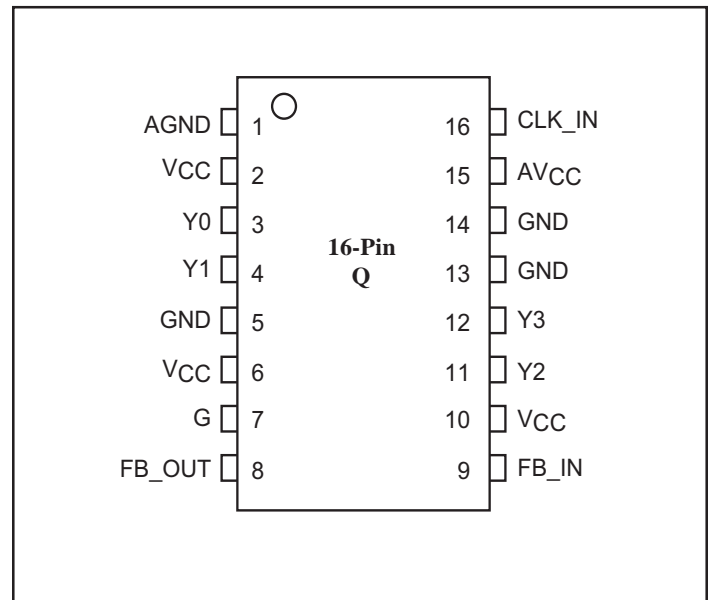 AGND 1 16 CLK_IN
VCC 2 15 AVCC
Y0 3 14 GND
16-Pin
Q
Y1 4 13 GND
GND 5 12 Y3
VCC 6 11 Y2
G 7 10 VCC
FB_OUT 8 9 FB_IN